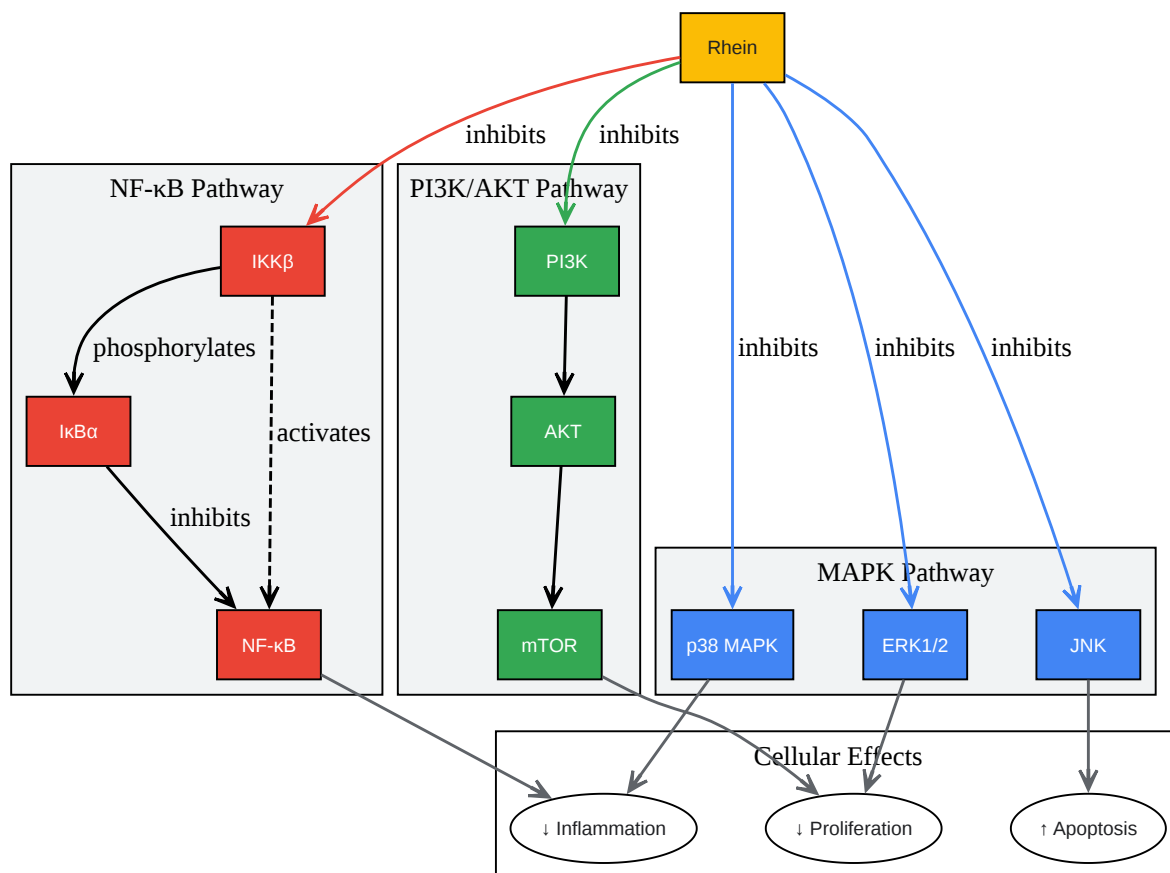 Rhein
inhibits
inhibits
NF-κB Pathway
PI3K/AKT Pathway
IKKβ
PI3K
phosphorylates
inhibits
inhibits
inhibits
IκBα
activates
AKT
inhibits
MAPK Pathway
NF-κB
mTOR
p38 MAPK
ERK1/2
JNK
Cellular Effects
↓ Inflammation
↓ Proliferation
↑ Apoptosis